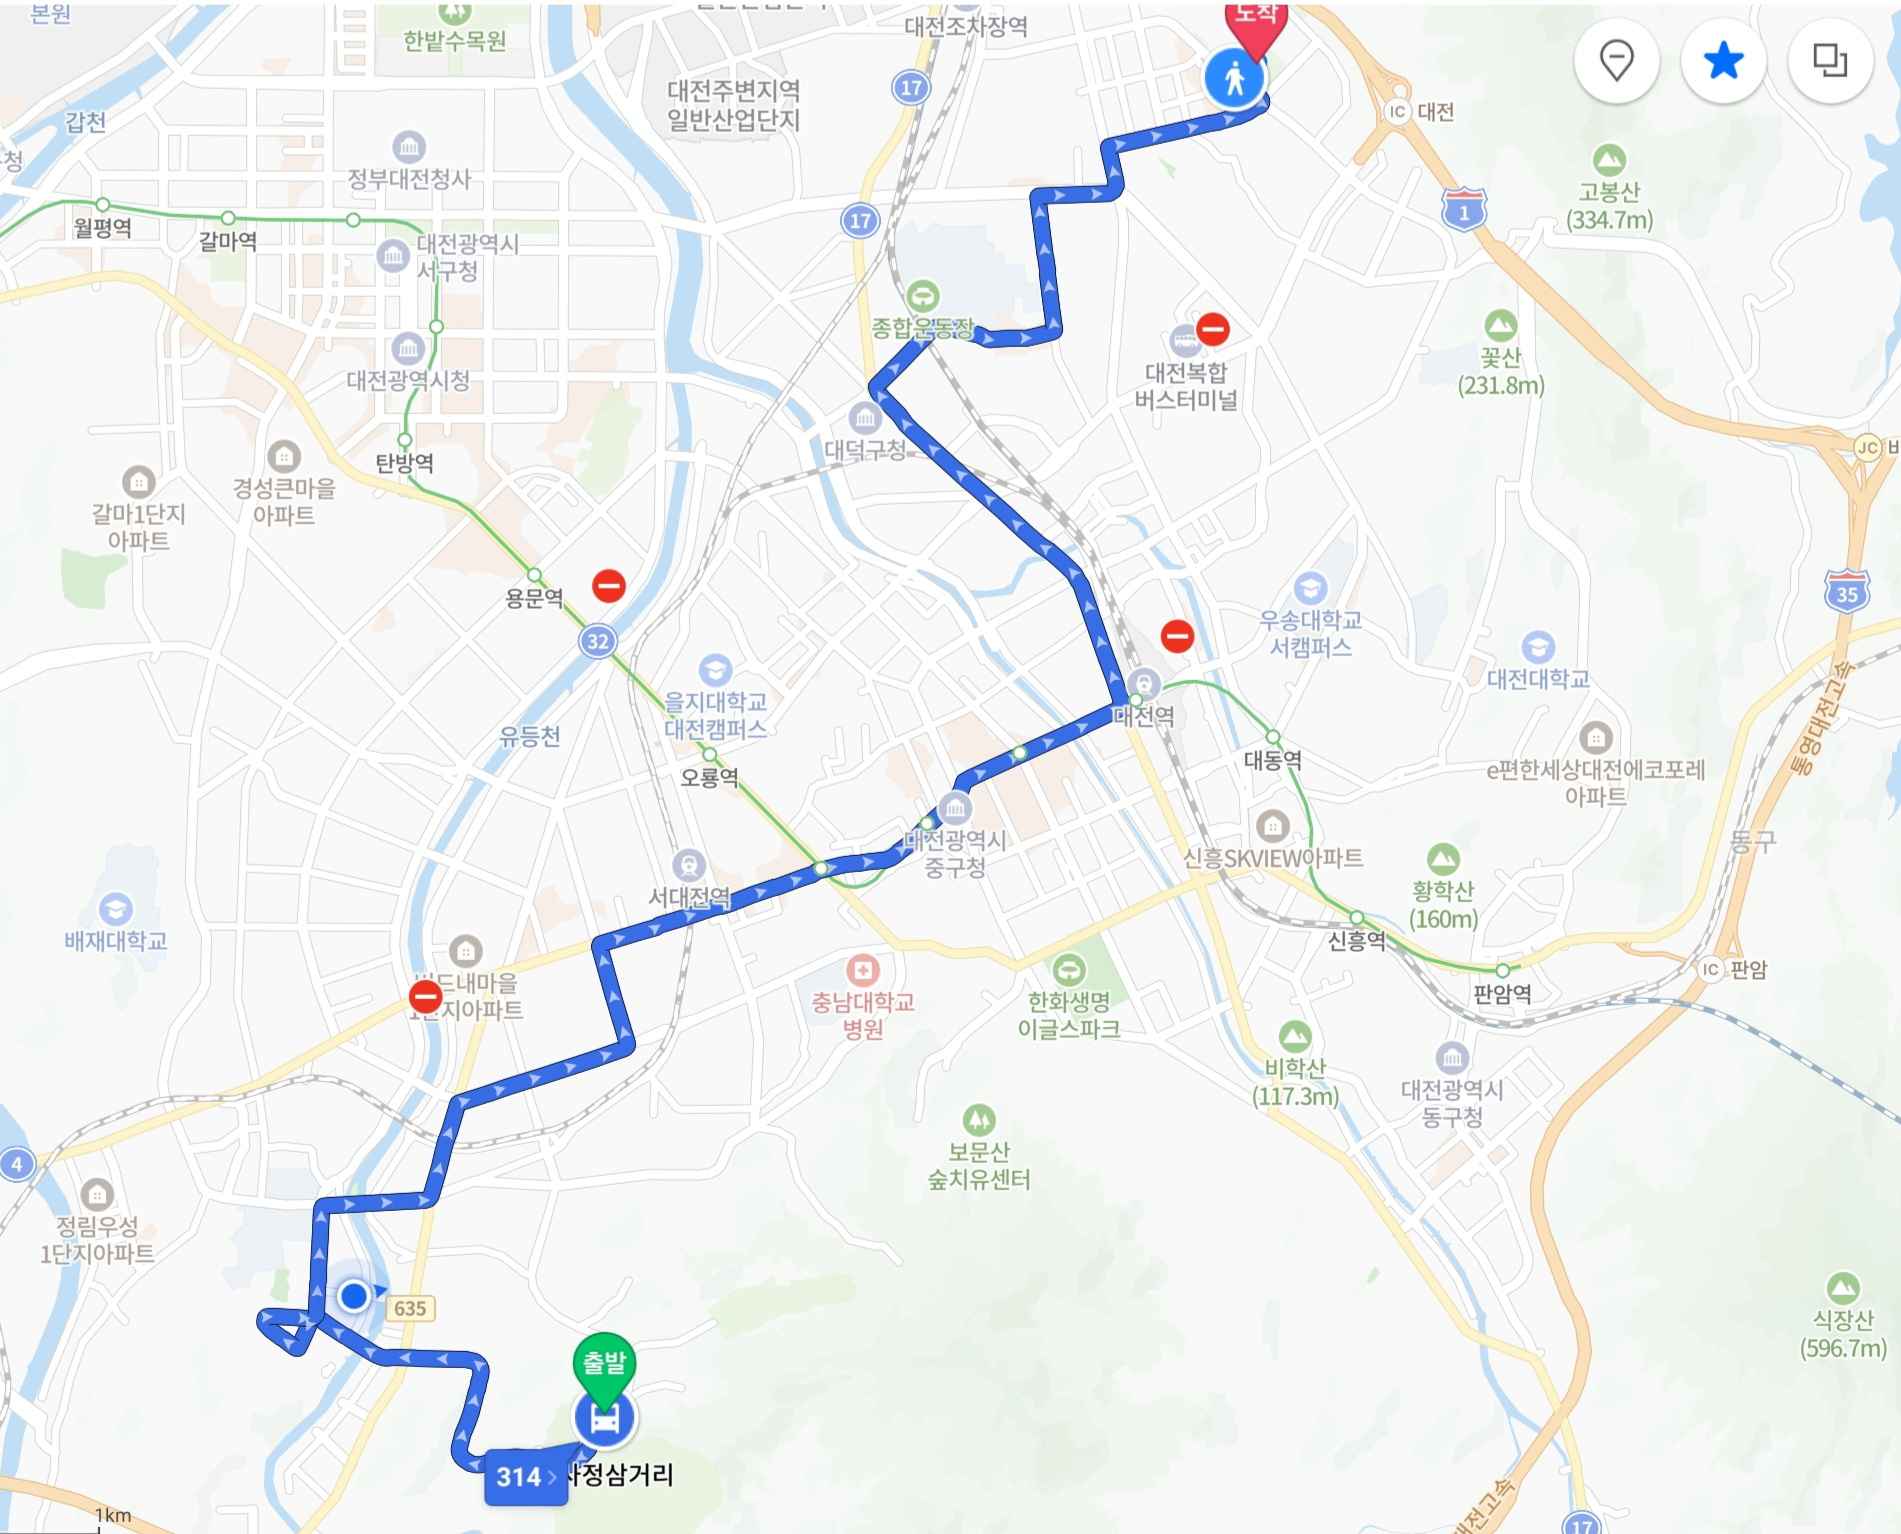 본원
한밭수목원
대전조차장역
도착
갑천
17
대전주변지역
일반산업단지
IC
대전
정부대전청사
고봉산
(334.7m)
1
월평역
갈마역
대전광역시
서구청
17
종합운동장
꽃산
(231.8m)
대전광역시청
대전복합
버스터미널
대덕구청
탄방역
JC
경성큰마을
아파트
갈마1단지
아파트
용문역
32
35
우송대학교
서캠퍼스
대전대학교
을지대학교
대전캠퍼스
유등천
대전역
통영대전고속
오룡역
대동역
e편한세상대전에코포레
아파트
대전광역시
중구청
신흥SKVIEW아파트
동구
서대전역
황학산
(160m)
배재대학교
신흥역
버드내마을
1단지아파트
충남대학교
병원
한화생명
이글스파크
판암역
IC
판암
비학산
(117.3m)
대전광역시
동구청
보문산
숲치유센터
4
정림우성
1단지아파트
635
식장산
(596.7m)
출발
314
사정삼거리
대전고속
1km
17